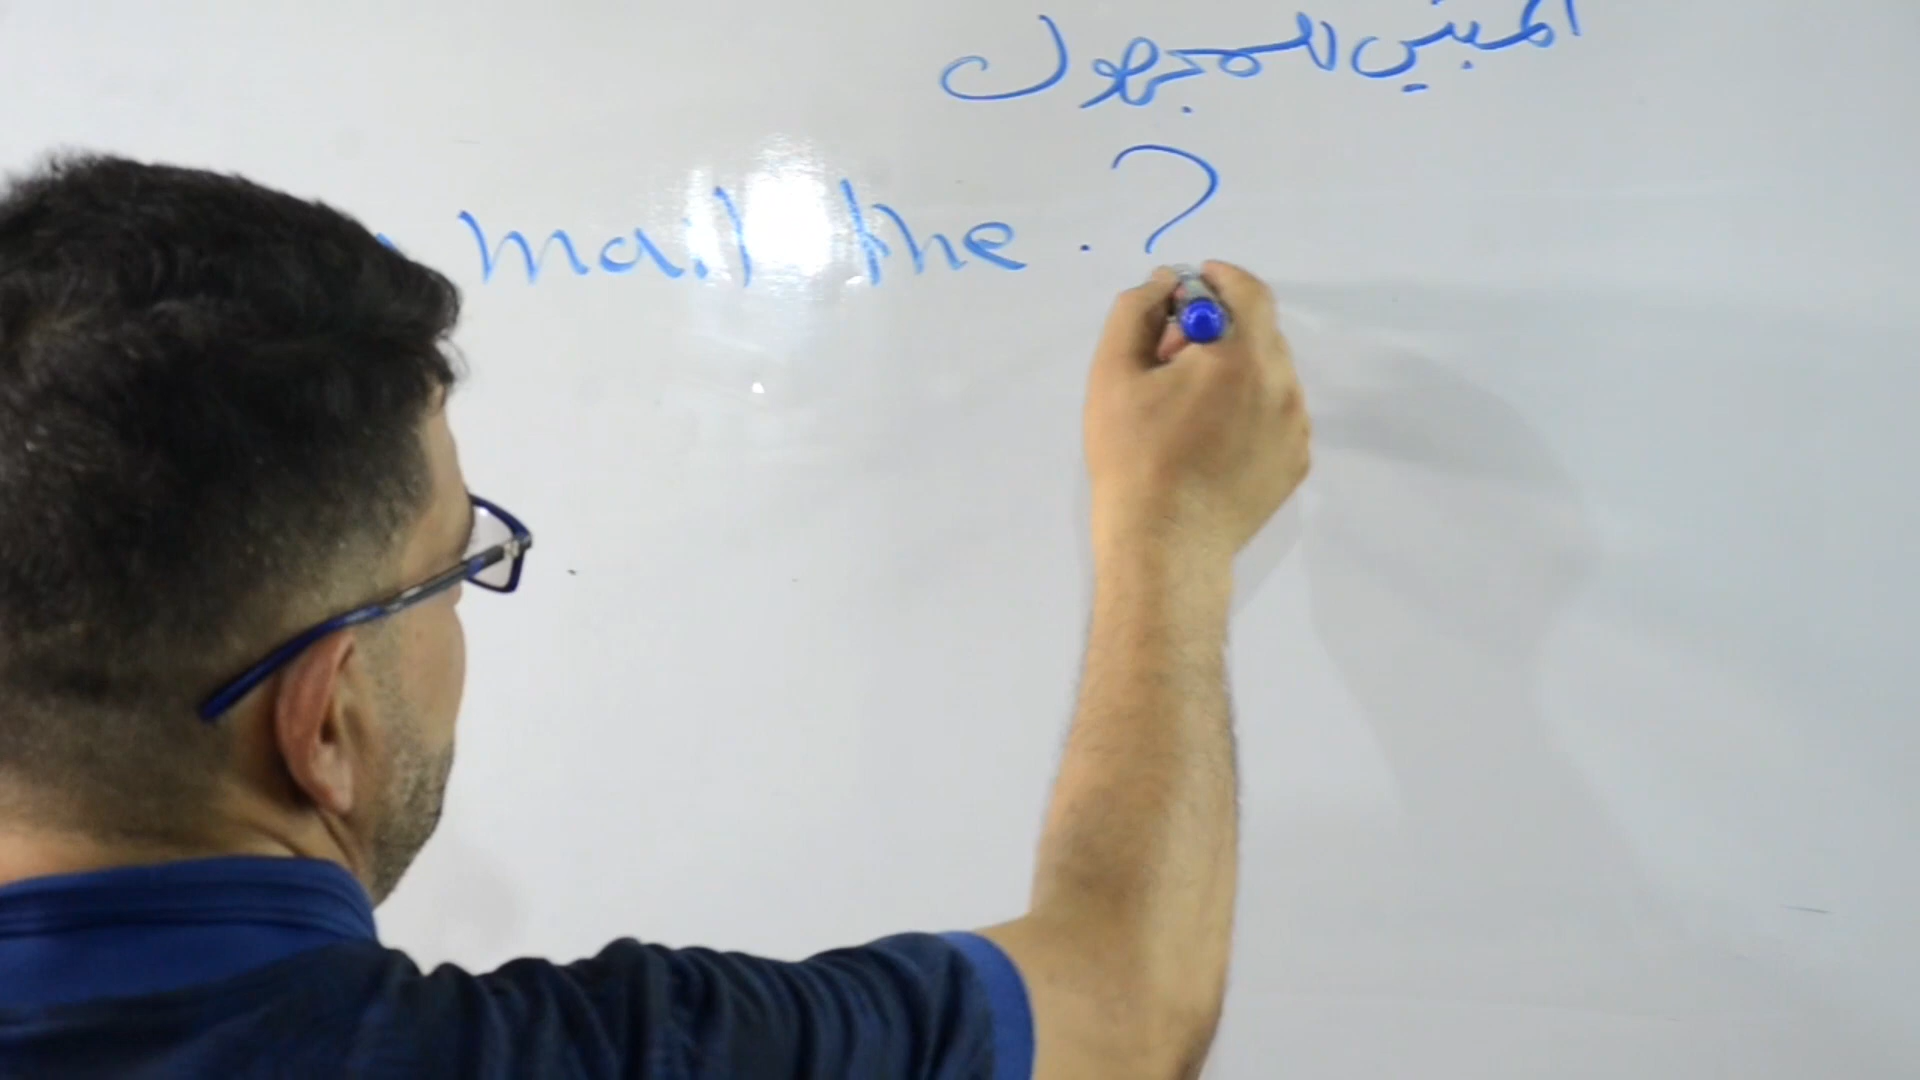 المبني للمجهول
mail the . ?